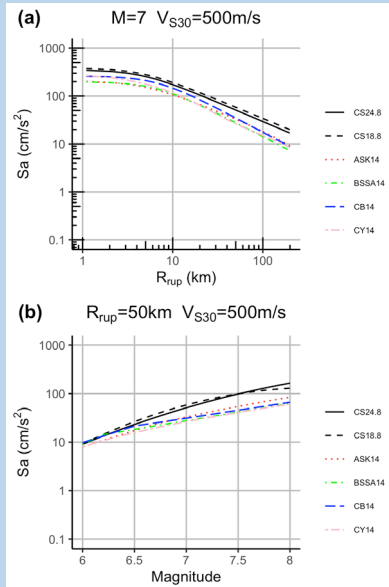 (a) M=7 V_S30=500m/s
1000
100
10
1
0.1
Sa (cm/s²)
1 10 100
R_rup (km)
CS24.8
CS18.8
ASK14
BSSA14
CB14
CY14
(b) R_rup=50km V_S30=500m/s
1000
100
10
1
0.1
Sa (cm/s²)
6 6.5 7 7.5 8
Magnitude
CS24.8
CS18.8
ASK14
BSSA14
CB14
CY14